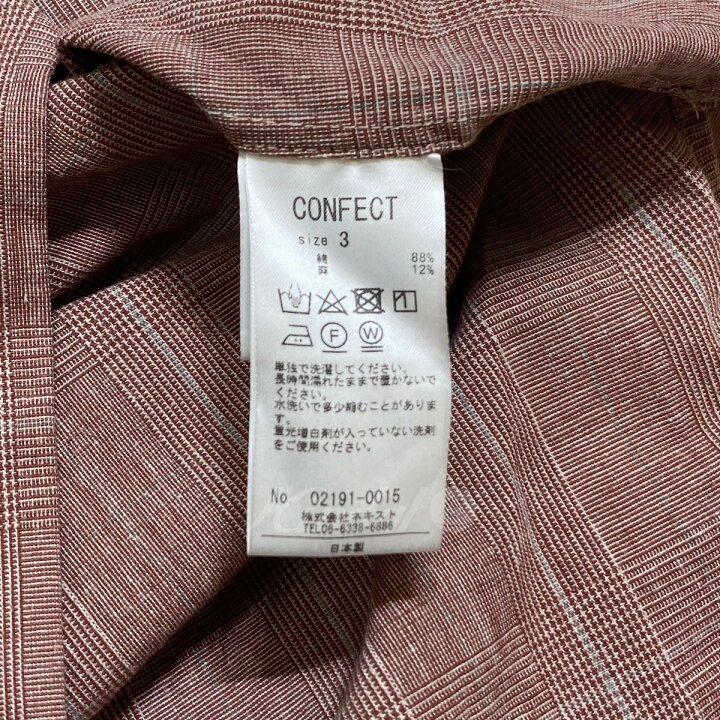 CONFECT
size 3
綿 88%
麻 12%
F W
単独で洗濯してください。
長時間濡れたままで置かないで
ください。
水洗いで多少縮むことがありま
す。
蛍光増白剤が入っていない洗剤
をご使用ください。
No. 02191-0015
株式会社ネキスト
TEL06-6338-6886
日本製